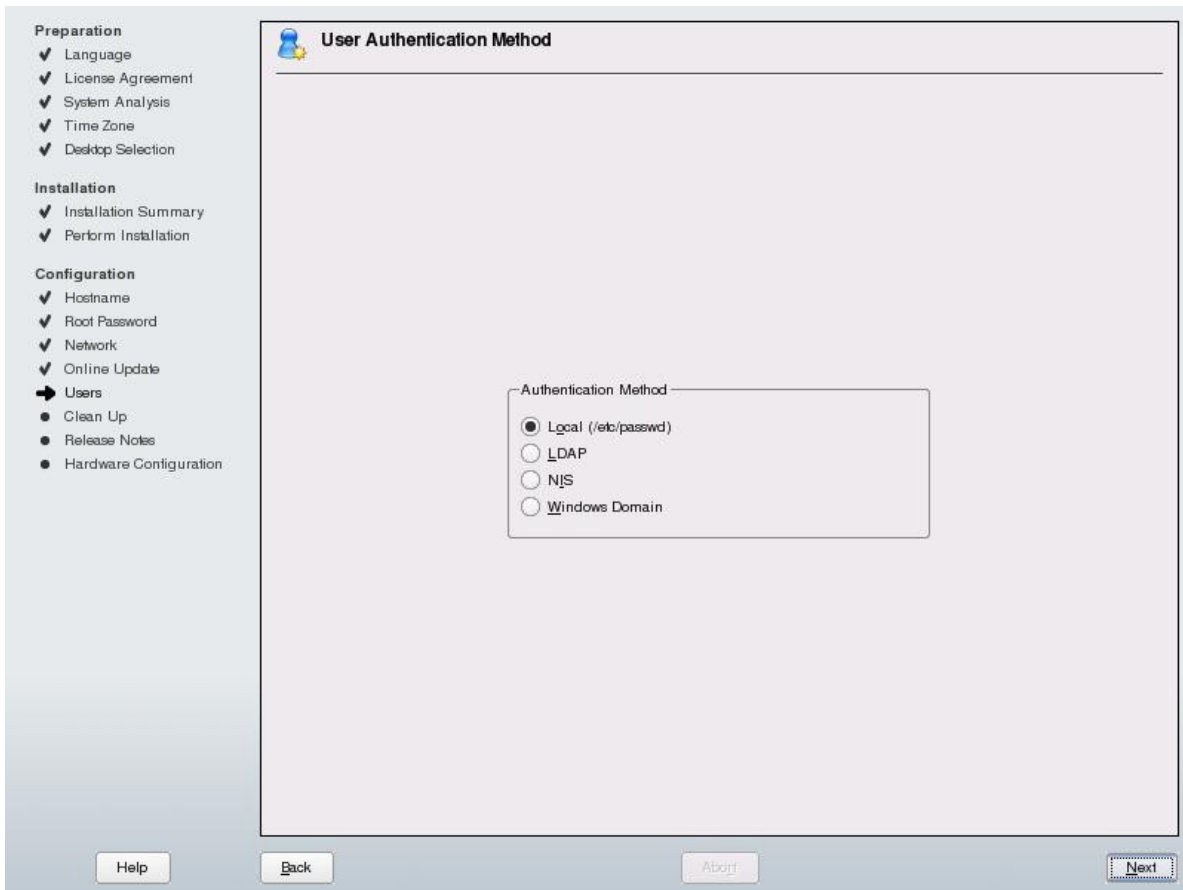 Preparation
Language
License Agreement
System Analysis
Time Zone
Desktop Selection
Installation
Installation Summary
Perform Installation
Configuration
Hostname
Root Password
Network
Online Update
Users
Clean Up
Release Notes
Hardware Configuration
User Authentication Method
Authentication Method
Local (/etc/passwd)
LDAP
NIS
Windows Domain
Help
Back
Abort
Next